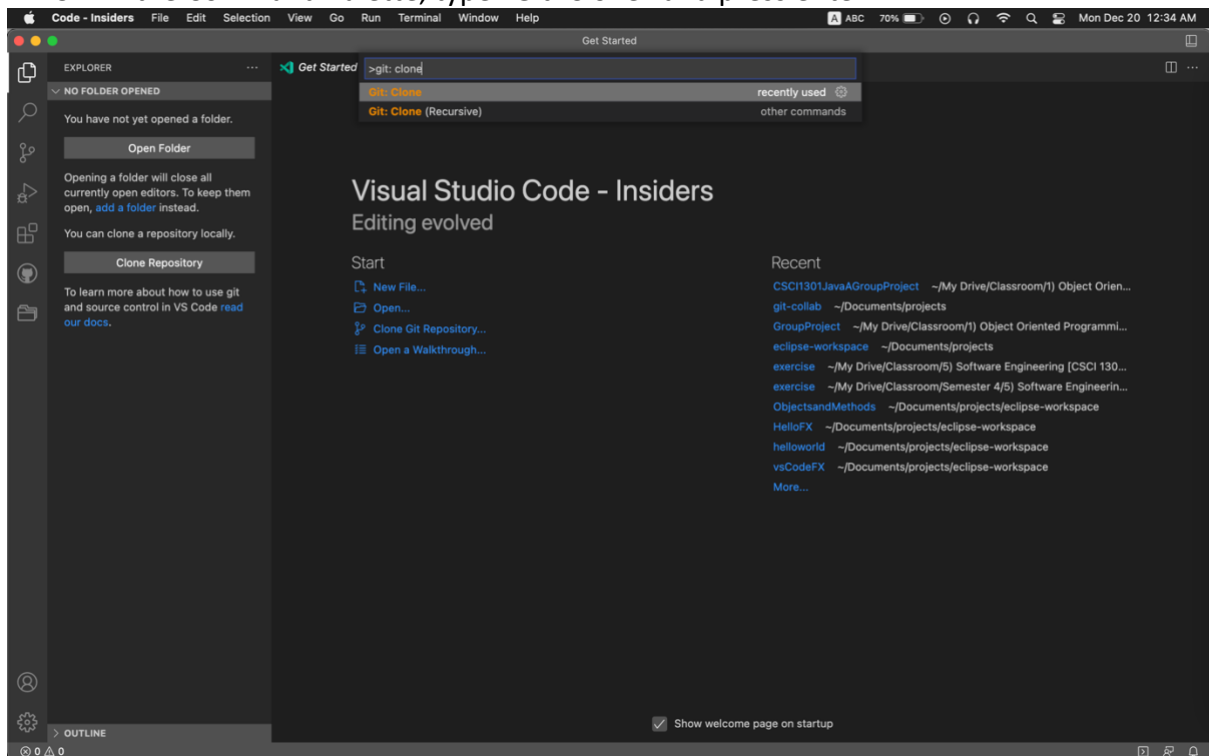 Code - Insiders File Edit Selection View Go Run Terminal Window Help A ABC 70% Mon Dec 20 12:34 AM
Get Started
EXPLORER
NO FOLDER OPENED
You have not yet opened a folder.
Open Folder
Opening a folder will close all
currently open editors. To keep them
open, add a folder instead.
You can clone a repository locally.
Clone Repository
To learn more about how to use git
and source control in VS Code read
our docs.
OUTLINE
0 0
Get Started
>git: clone
Git: Clone recently used
Git: Clone (Recursive) other commands
Visual Studio Code - Insiders
Editing evolved
Start
New File...
Open...
Clone Git Repository...
Open a Walkthrough...
Recent
CSCI1301JavaAGroupProject ~/My Drive/Classroom/1) Object Orien...
git-collab ~/Documents/projects
GroupProject ~/My Drive/Classroom/1) Object Oriented Programmi...
eclipse-workspace ~/Documents/projects
exercise ~/My Drive/Classroom/5) Software Engineering [CSCI 130...
exercise ~/My Drive/Classroom/Semester 4/5) Software Engineerin...
ObjectsandMethods ~/Documents/projects/eclipse-workspace
HelloFX ~/Documents/projects/eclipse-workspace
helloworld ~/Documents/projects/eclipse-workspace
vsCodeFX ~/Documents/projects/eclipse-workspace
More...
Show welcome page on startup